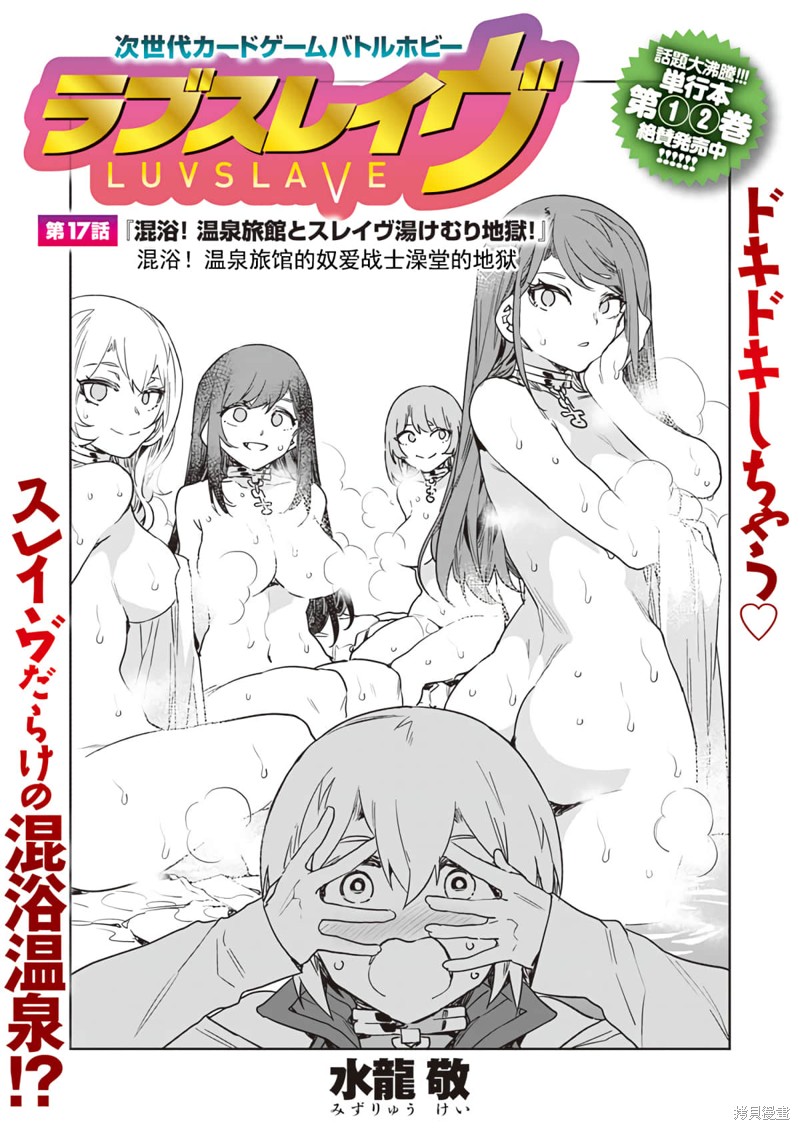 次世代カードゲームバトルホビー
ラブスレイヴ
LUVSLAVE
話題大沸騰!!!
単行本
第①②巻
絶賛発売中
!!!!!!
第17話 『混浴! 温泉旅館とスレイヴ湯けむり地獄!』
混浴！温泉旅馆的奴爱战士澡堂的地狱
ドキドキしちゃう♡
スレイヴだらけの混浴温泉!?
水龍 敬
みずりゅう けい
拷貝漫畫